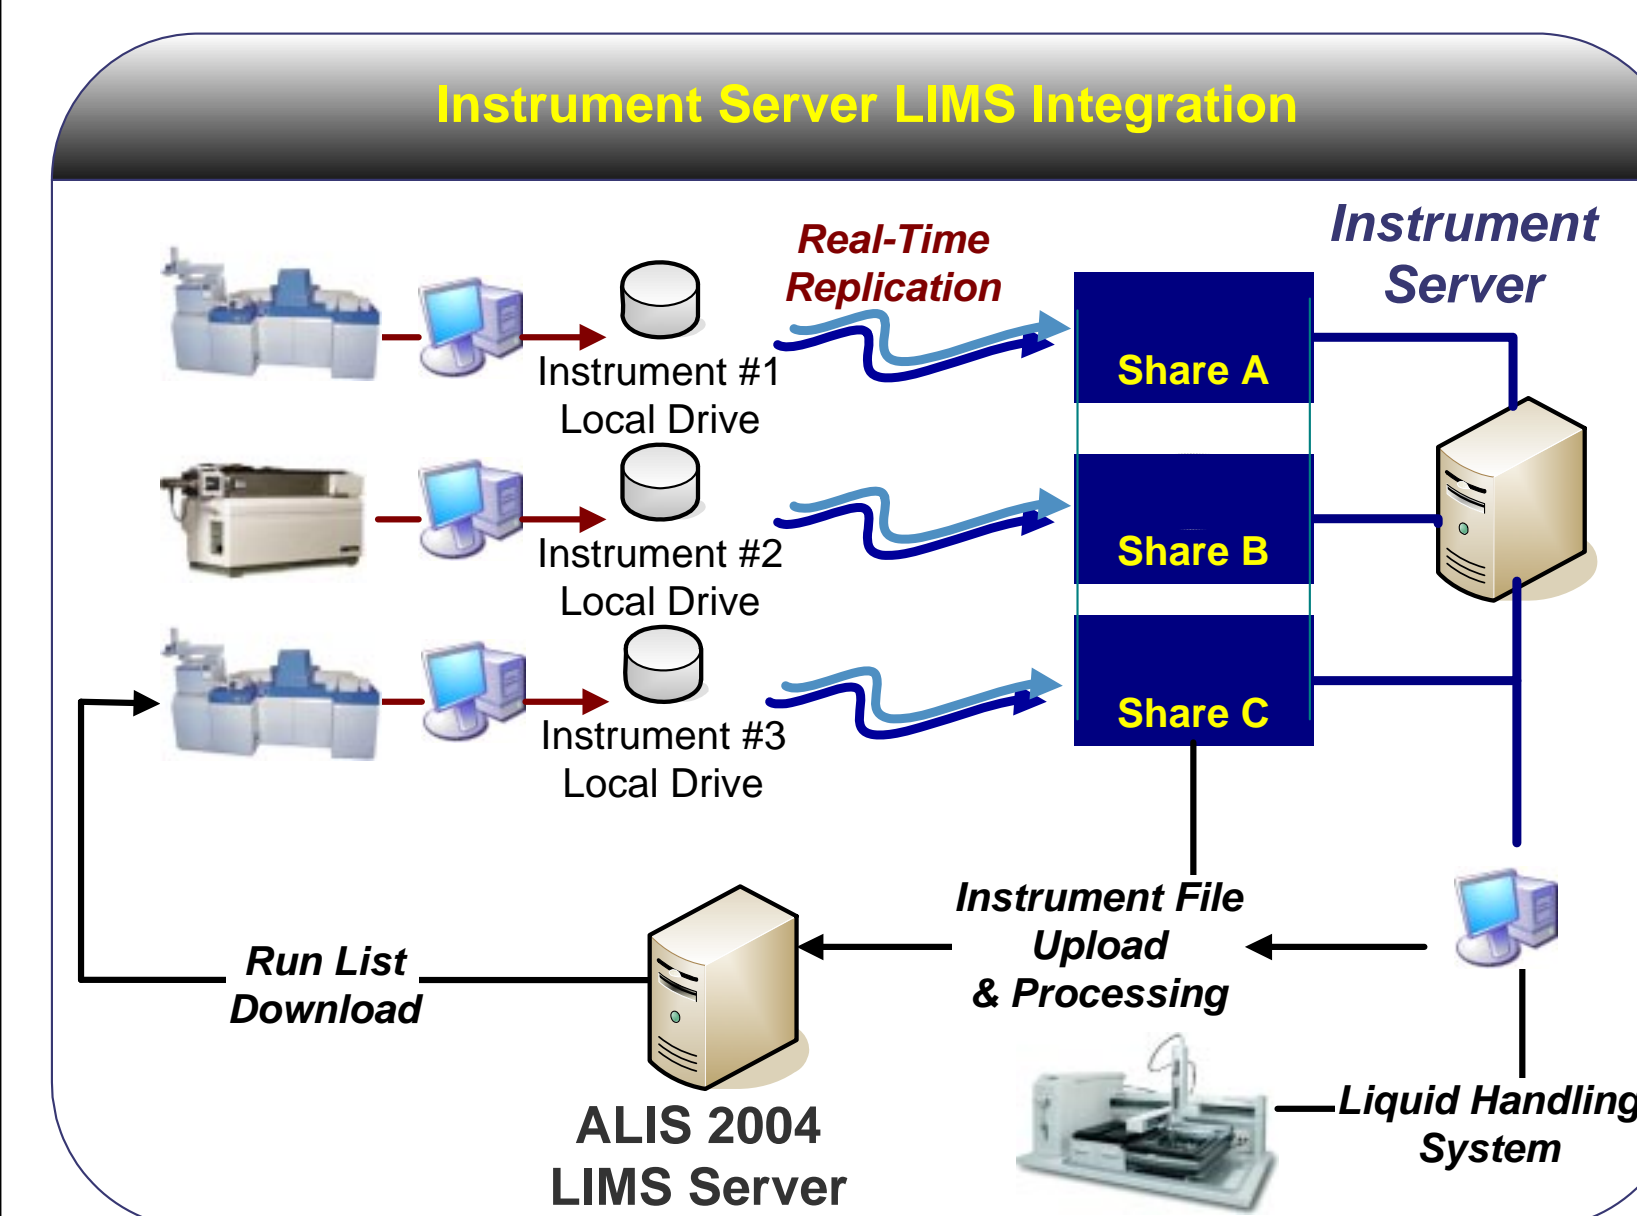 Instrument Server LIMS Integration
Real-Time
Replication
Instrument
Server
Instrument #1
Local Drive
Share A
Instrument #2
Local Drive
Share B
Instrument #3
Local Drive
Share C
Instrument File
Upload
& Processing
Run List
Download
ALIS 2004
LIMS Server
Liquid Handling
System